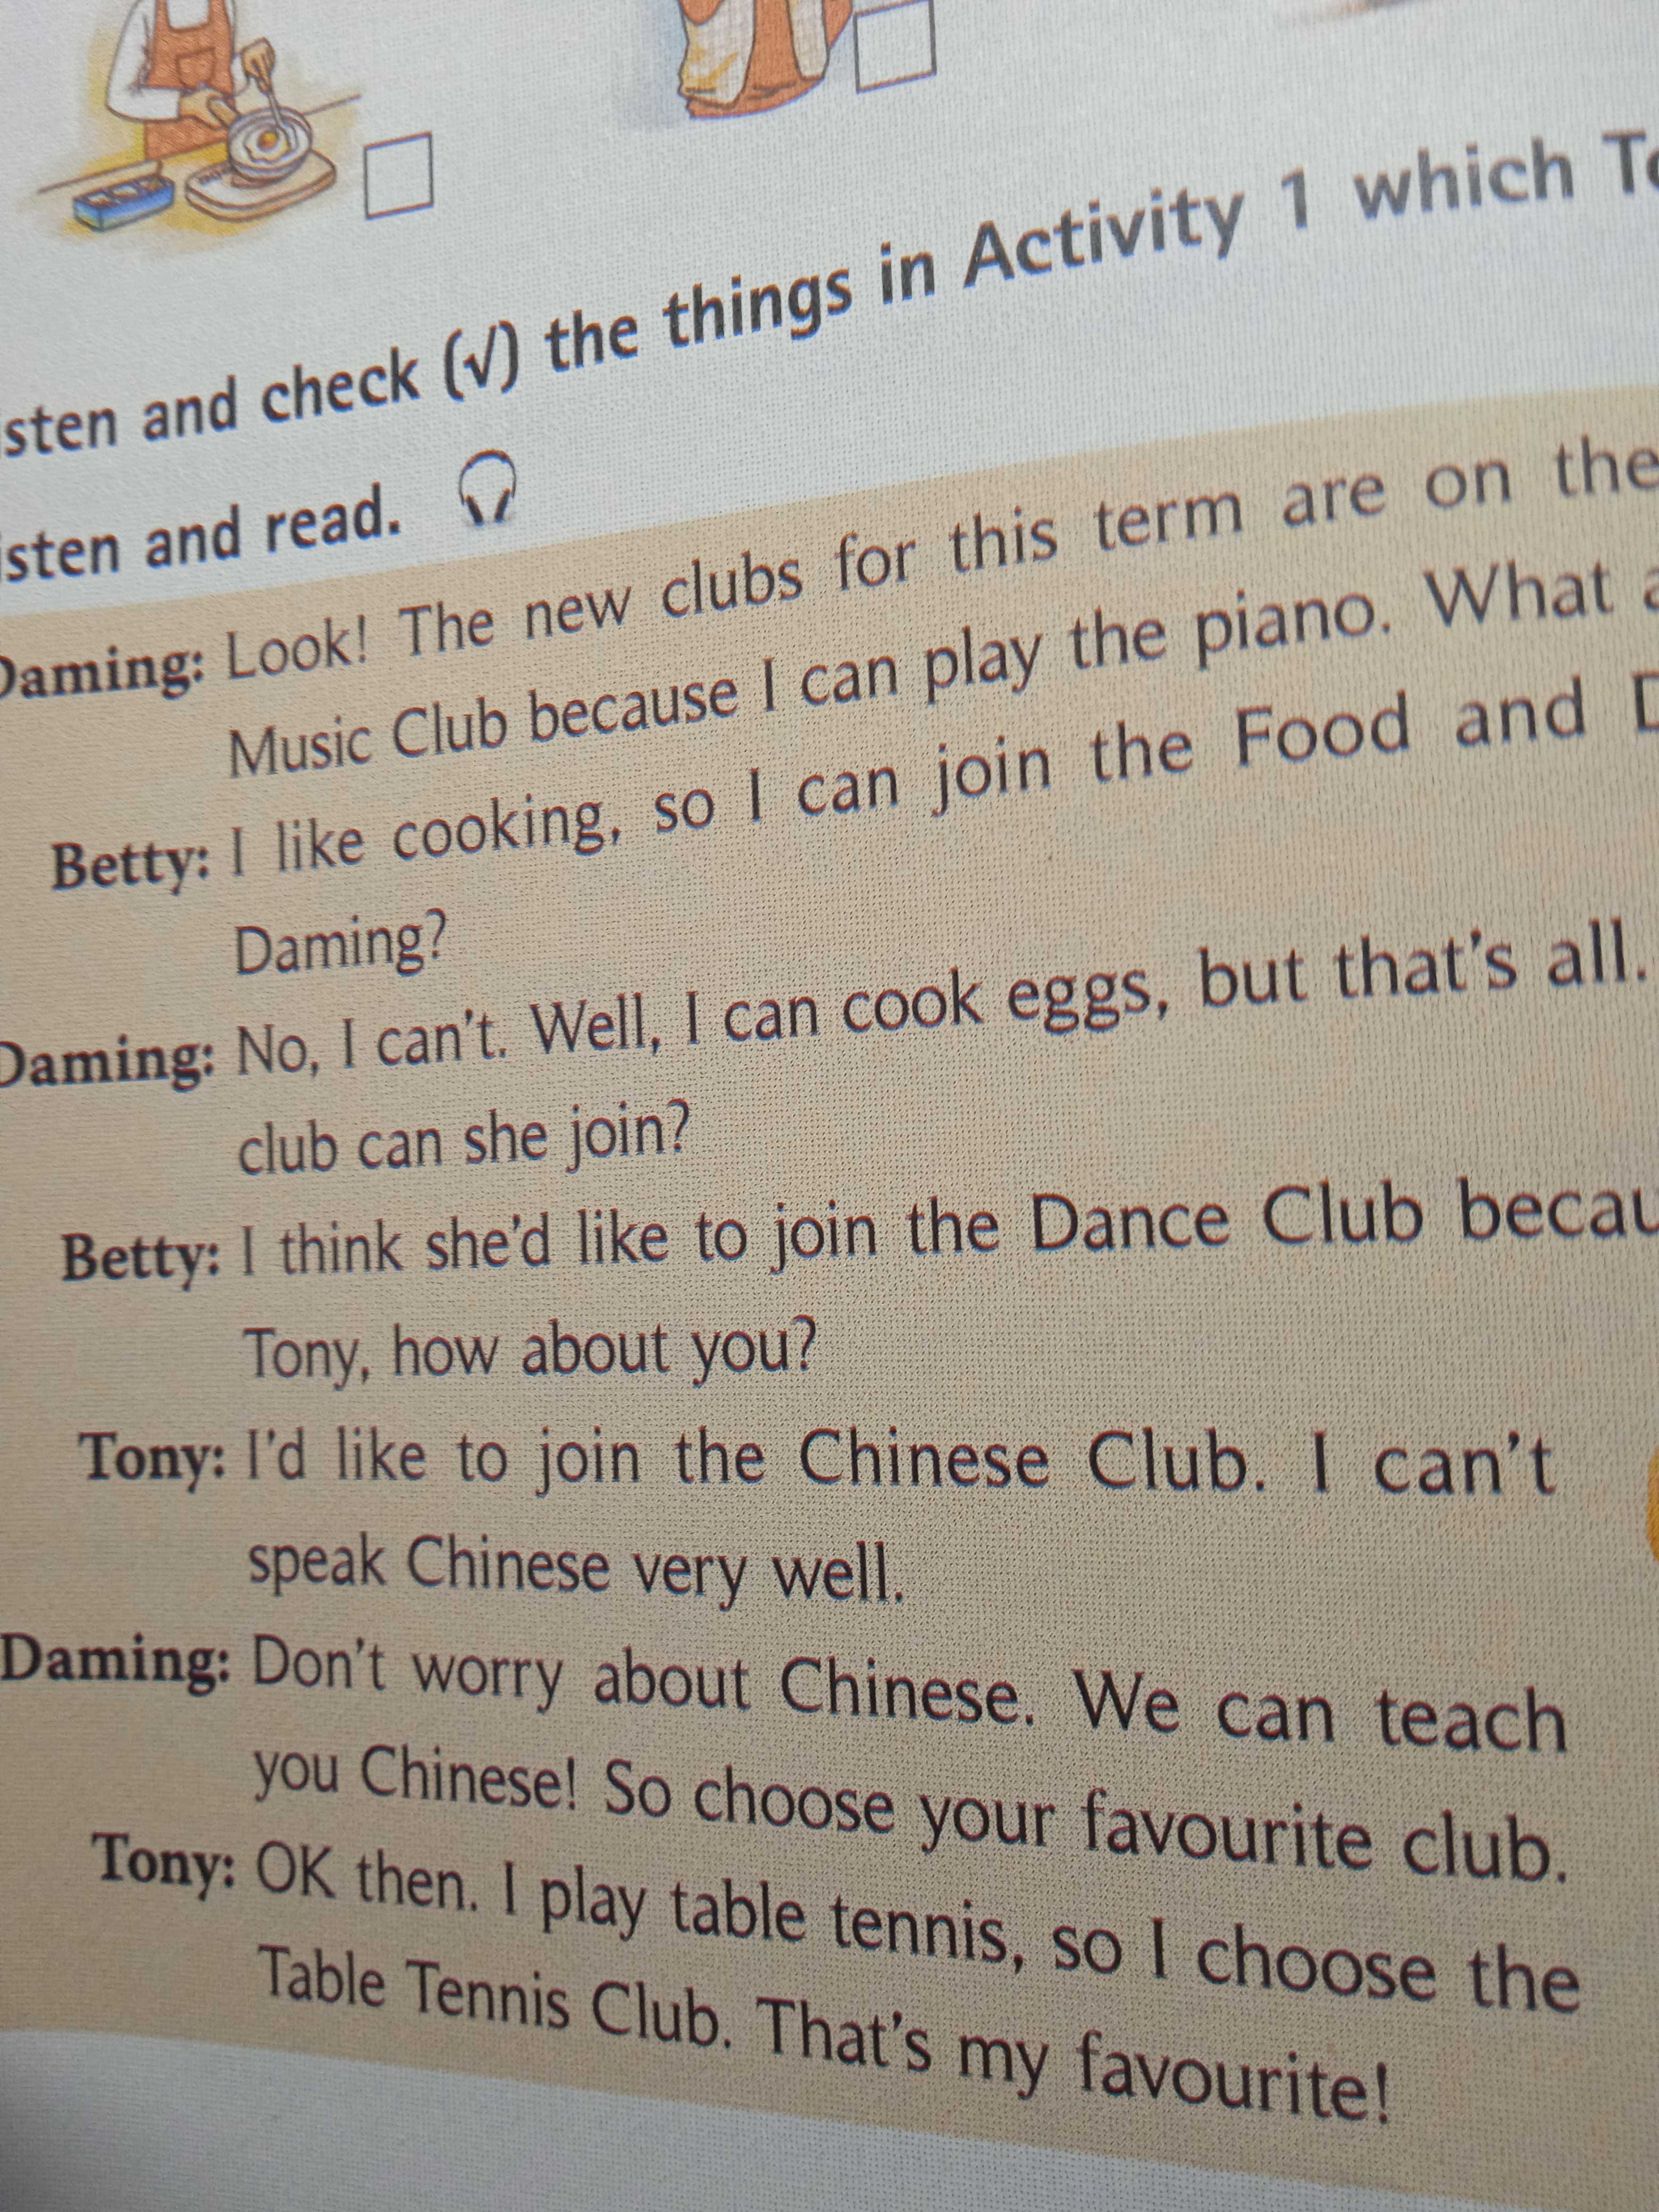 sten and check (√) the things in Activity 1 which
sten and read.
Daming: Look! The new clubs for this term are on the
Music Club because I can play the piano. What
Betty: I like cooking, so I can join the Food and
Daming?
Daming: No, I can't. Well, I can cook eggs, but that's all.
club can she join?
Betty: I think she'd like to join the Dance Club becau
Tony, how about you?
Tony: I'd like to join the Chinese Club. I can't
speak Chinese very well.
Daming: Don't worry about Chinese. We can teach
you Chinese! So choose your favourite club.
Tony: OK then. I play table tennis, so I choose the
Table Tennis Club. That's my favourite!